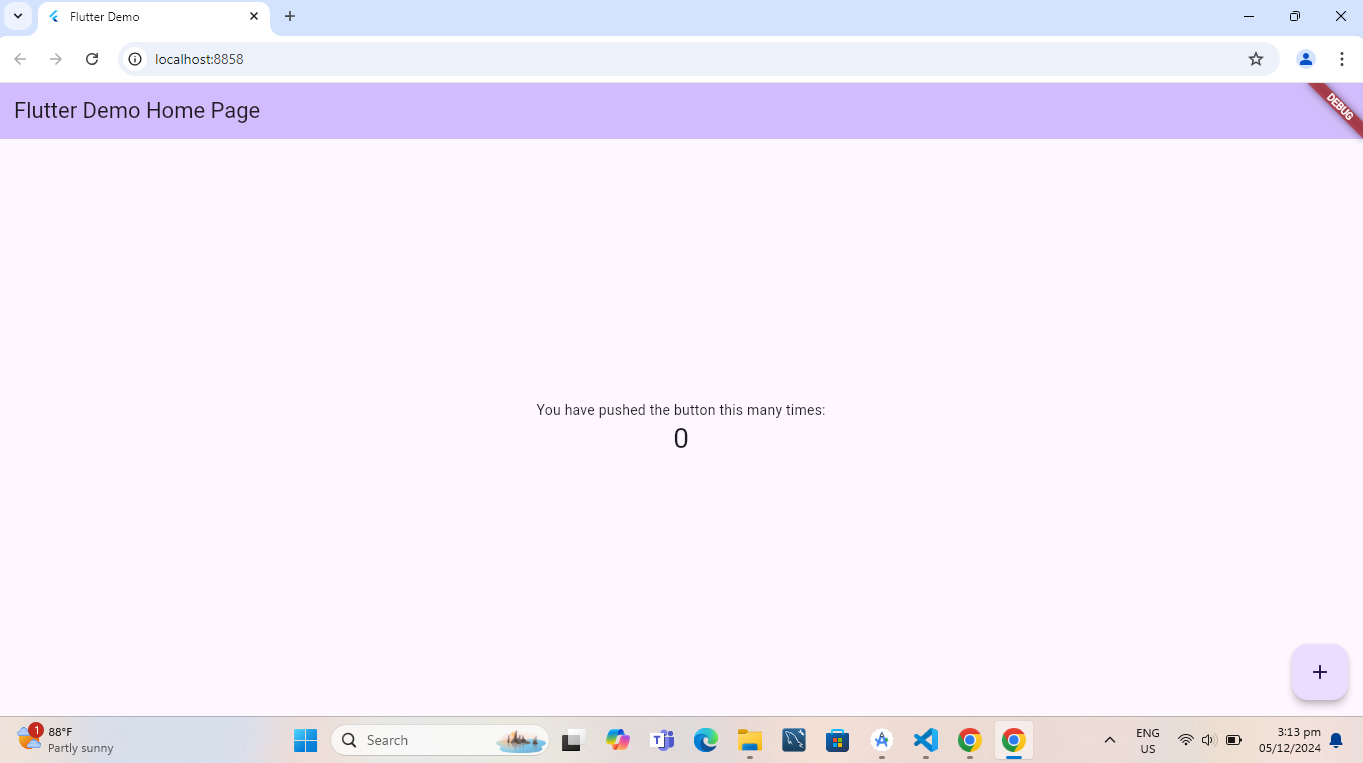 Flutter Demo
localhost:8858
Flutter Demo Home Page
DEBUG
You have pushed the button this many times:
0
1
88°F
Partly sunny
Search
ENG
US
3:13 pm
05/12/2024